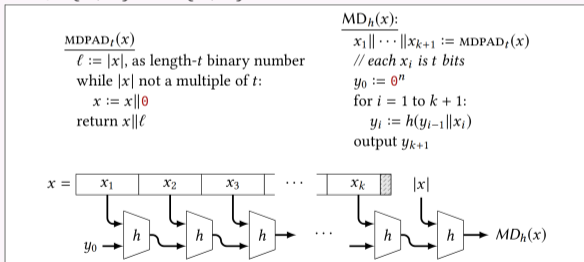 MDPAD_t(x)
ℓ := |x|, as length-t binary number
while |x| not a multiple of t:
x := x‖0
return x‖ℓ
MD_h(x):
x_1‖···‖x_{k+1} := MDPAD_t(x)
// each x_i is t bits
y_0 := 0^n
for i = 1 to k + 1:
y_i := h(y_{i−1}‖x_i)
output y_{k+1}
x = x_1 x_2 x_3 ··· x_k |x|
y_0 h h h ··· h h MD_h(x)